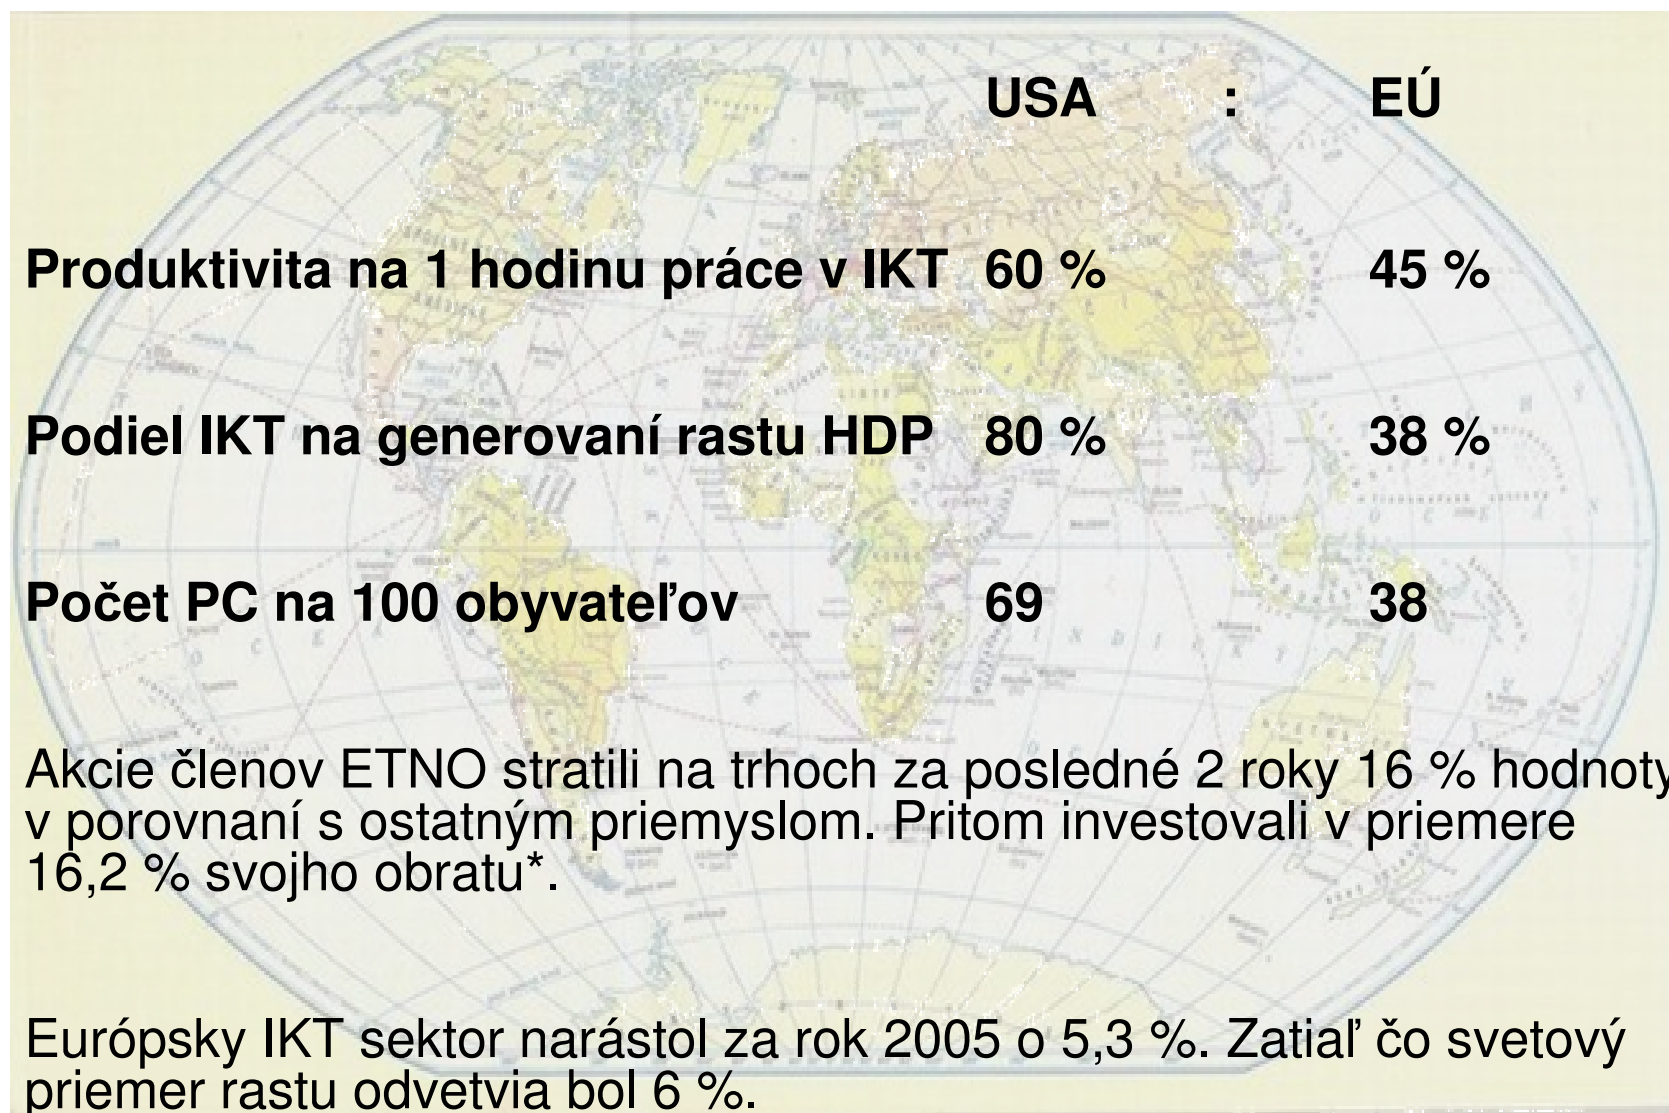 USA : EÚ
Produktivita na 1 hodinu práce v IKT 60 % 45 %
Podiel IKT na generovaní rastu HDP 80 % 38 %
Počet PC na 100 obyvateľov 69 38
Akcie členov ETNO stratili na trhoch za posledné 2 roky 16 % hodnoty
v porovnaní s ostatným priemyslom. Pritom investovali v priemere
16,2 % svojho obratu*.
Európsky IKT sektor narástol za rok 2005 o 5,3 %. Zatiaľ čo svetový
priemer rastu odvetvia bol 6 %.